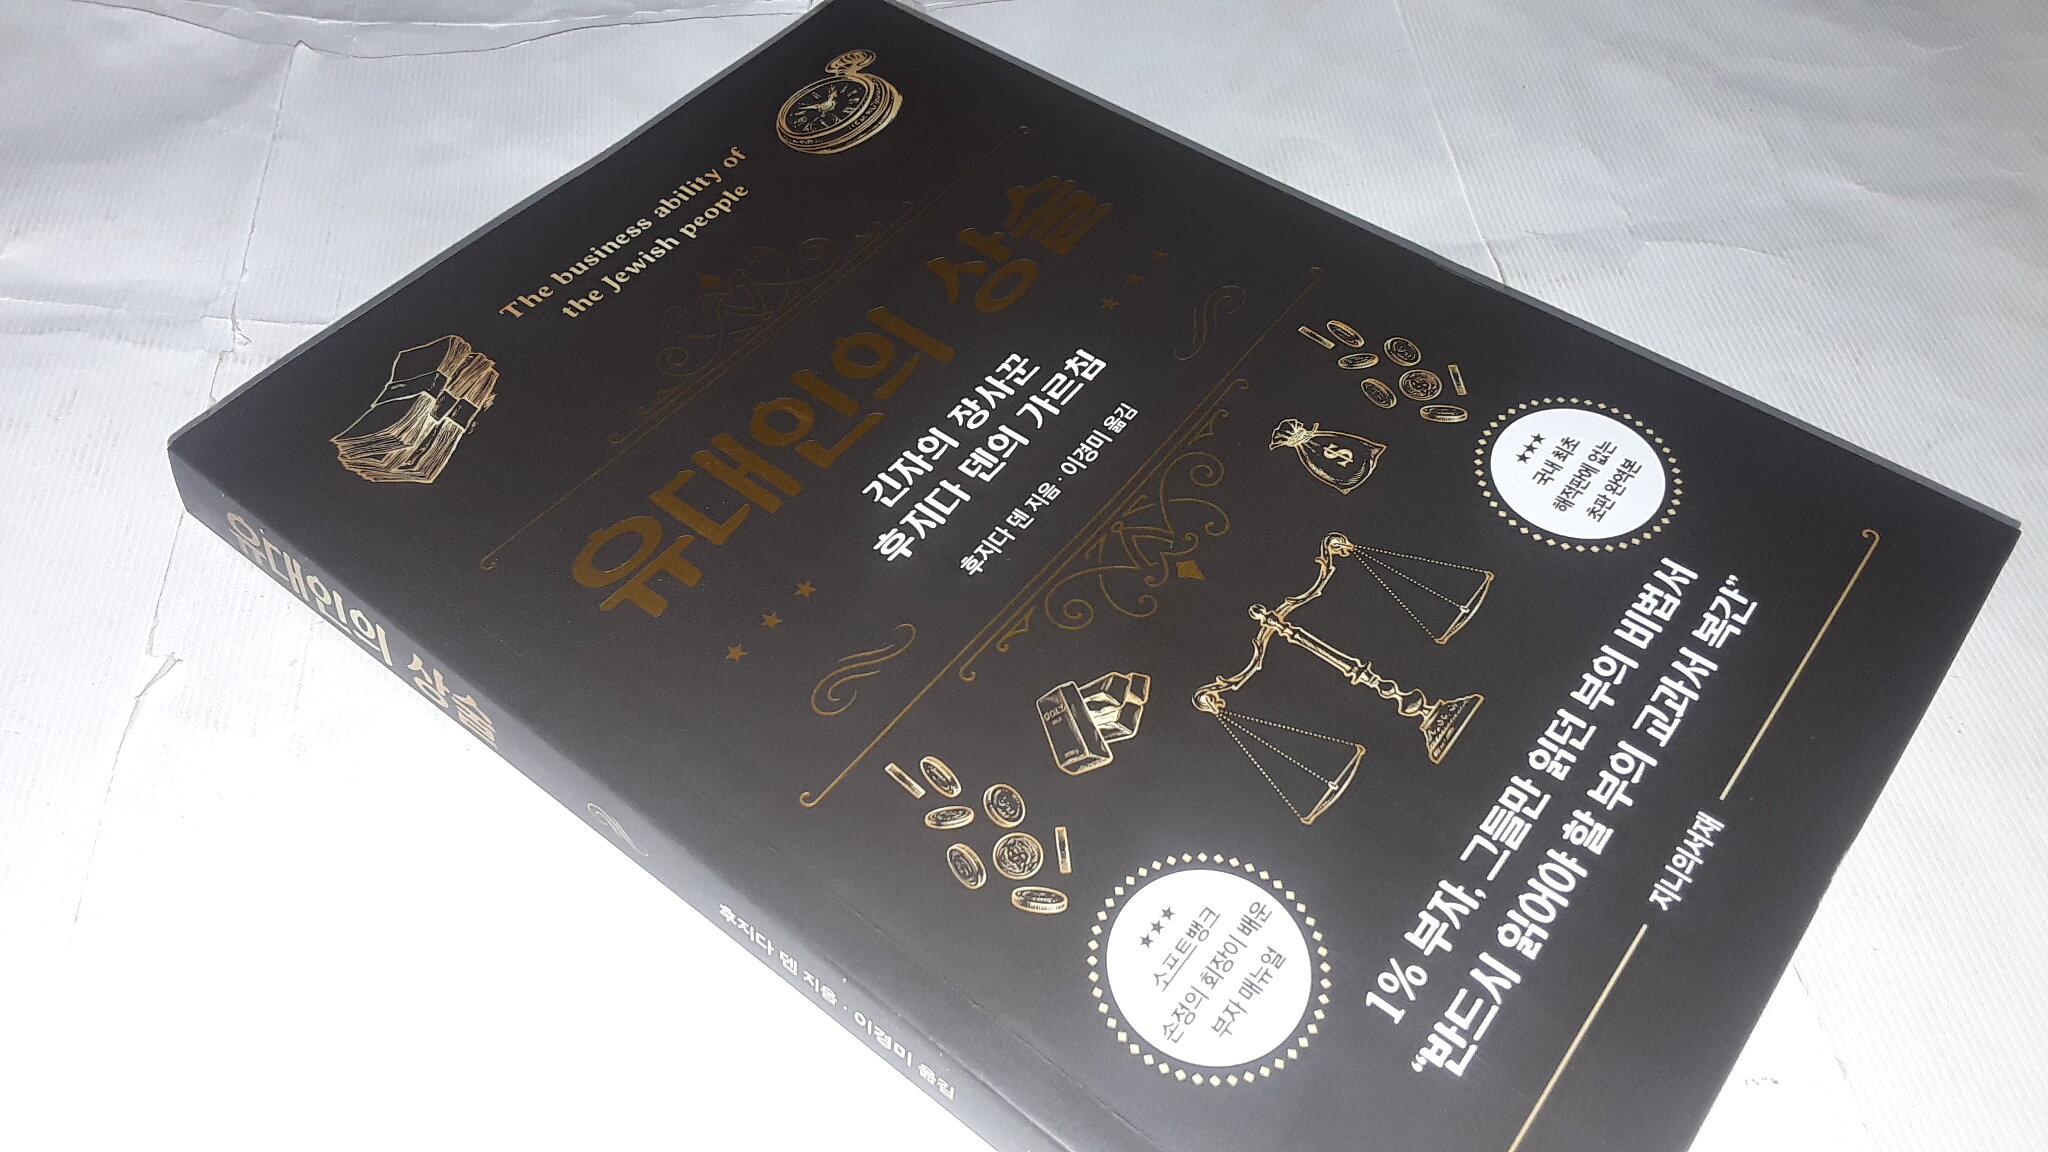 The business ability of
the Jewish people
유대인의 상술
긴자의 장사꾼
후지다 덴의 가르침
후지다 덴 지음 · 이경미 옮김
★★★
국내 최초
해적판에 없는
초판 완역본
★★★
소프트뱅크
손정의 회장이 배운
부자 매뉴얼
1% 부자, 그들만 읽던 부의 비법서
“반드시 읽어야 할 부의 교과서 복간”
지니의서재
유대인의 상술
후지다 덴 지음 · 이경미 옮김